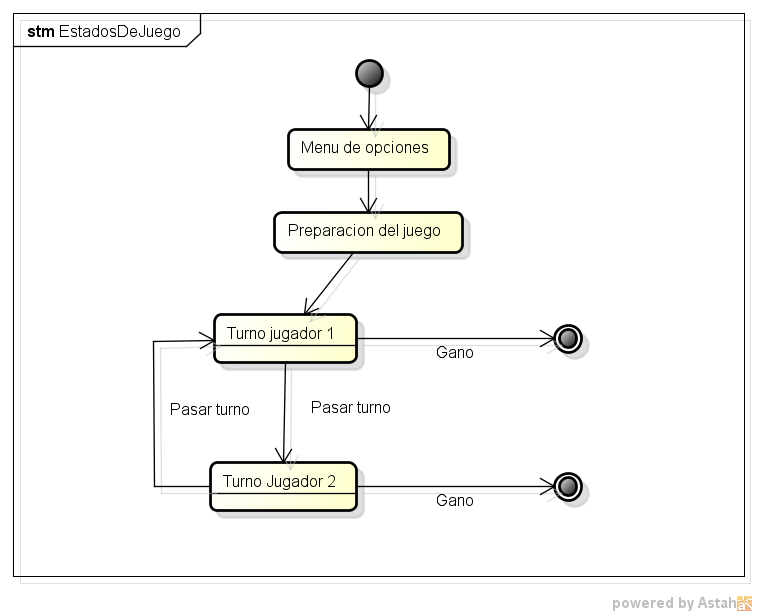 stm EstadosDeJuego
Menu de opciones
Preparacion del juego
Turno jugador 1
Gano
Pasar turno
Pasar turno
Turno Jugador 2
Gano
powered by Astah